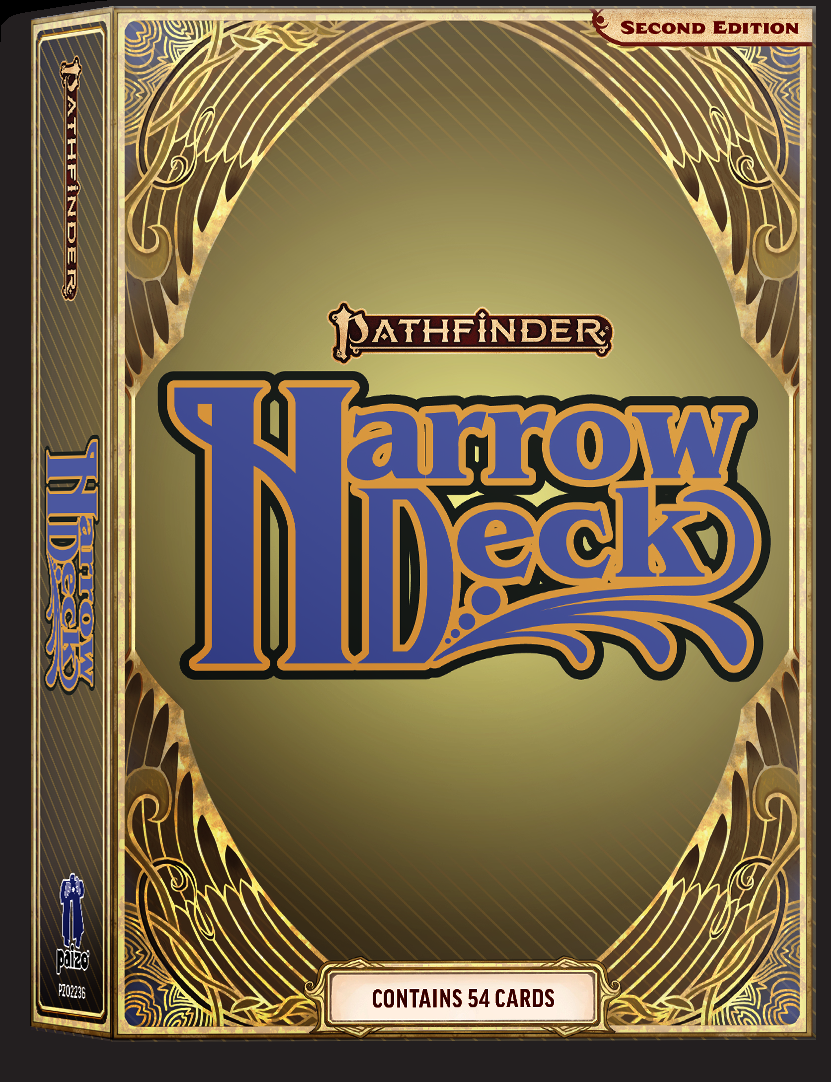 SECOND EDITION
PATHFINDER
HARROW
DECK
CONTAINS 54 CARDS
PATHFINDER
HARROW
DECK
paizo
PZO2236